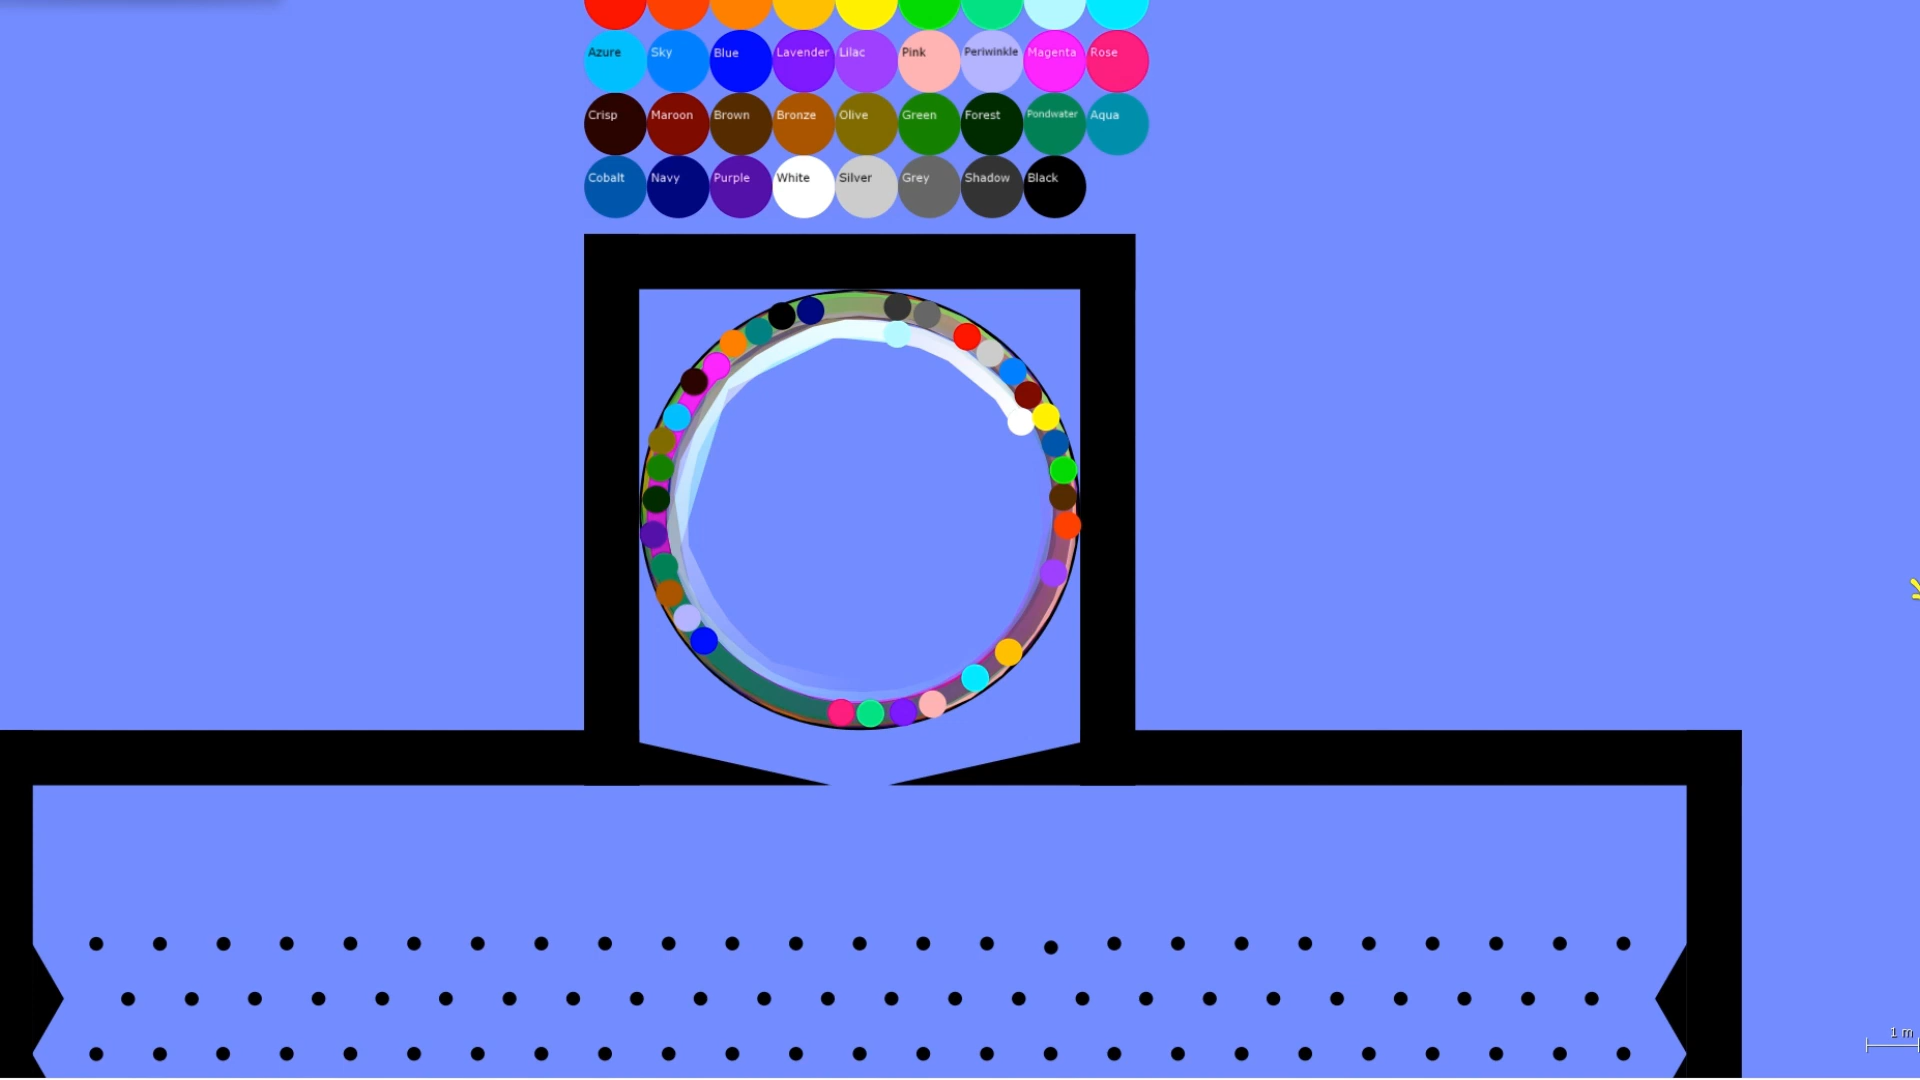 Azure Sky Blue Lavender Lilac Pink Periwinkle Magenta Rose
Crisp Maroon Brown Bronze Olive Green Forest Pondwater Aqua
Cobalt Navy Purple White Silver Grey Shadow Black
1 m